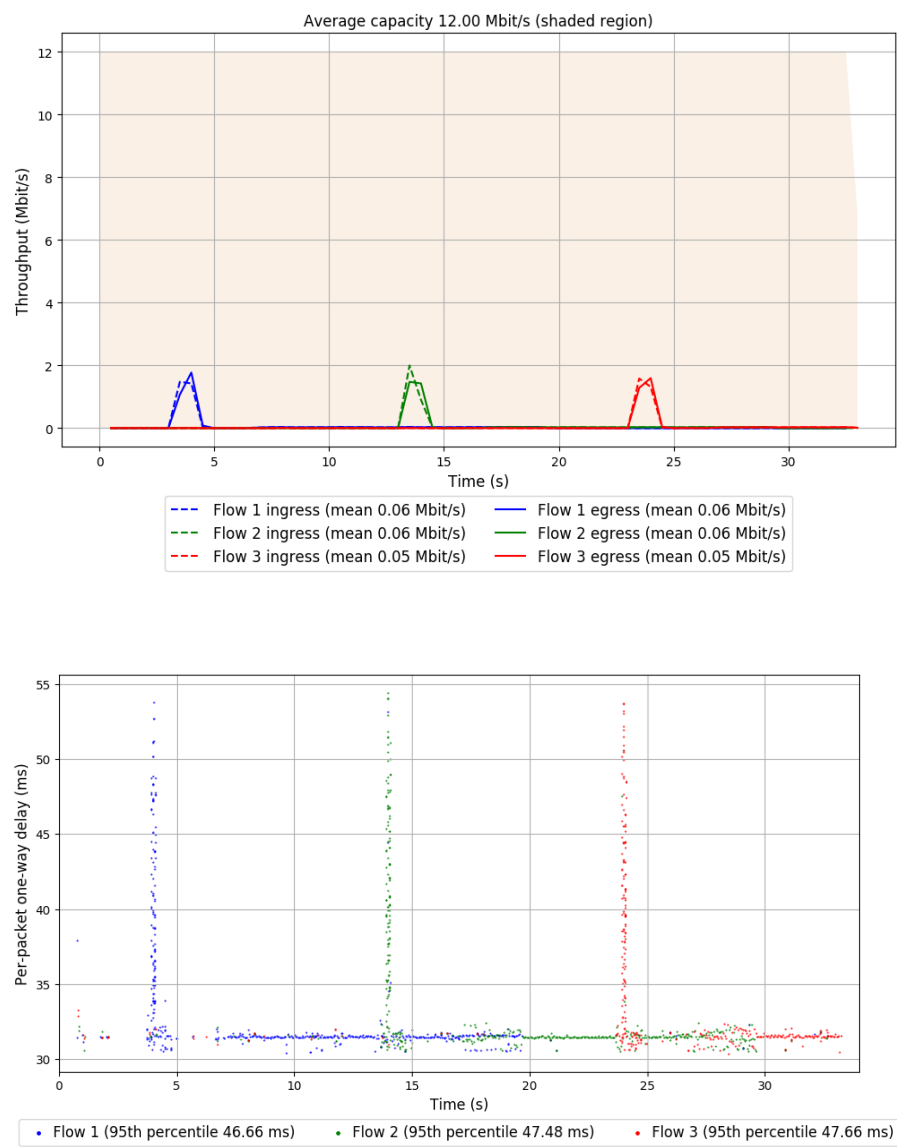 Average capacity 12.00 Mbit/s (shaded region)
12
10
8
6
4
2
0
Throughput (Mbit/s)
0 5 10 15 20 25 30
Time (s)
Flow 1 ingress (mean 0.06 Mbit/s) Flow 1 egress (mean 0.06 Mbit/s)
Flow 2 ingress (mean 0.06 Mbit/s) Flow 2 egress (mean 0.06 Mbit/s)
Flow 3 ingress (mean 0.05 Mbit/s) Flow 3 egress (mean 0.05 Mbit/s)
55
50
45
40
35
30
Per-packet one-way delay (ms)
0 5 10 15 20 25 30
Time (s)
Flow 1 (95th percentile 46.66 ms) Flow 2 (95th percentile 47.48 ms) Flow 3 (95th percentile 47.66 ms)